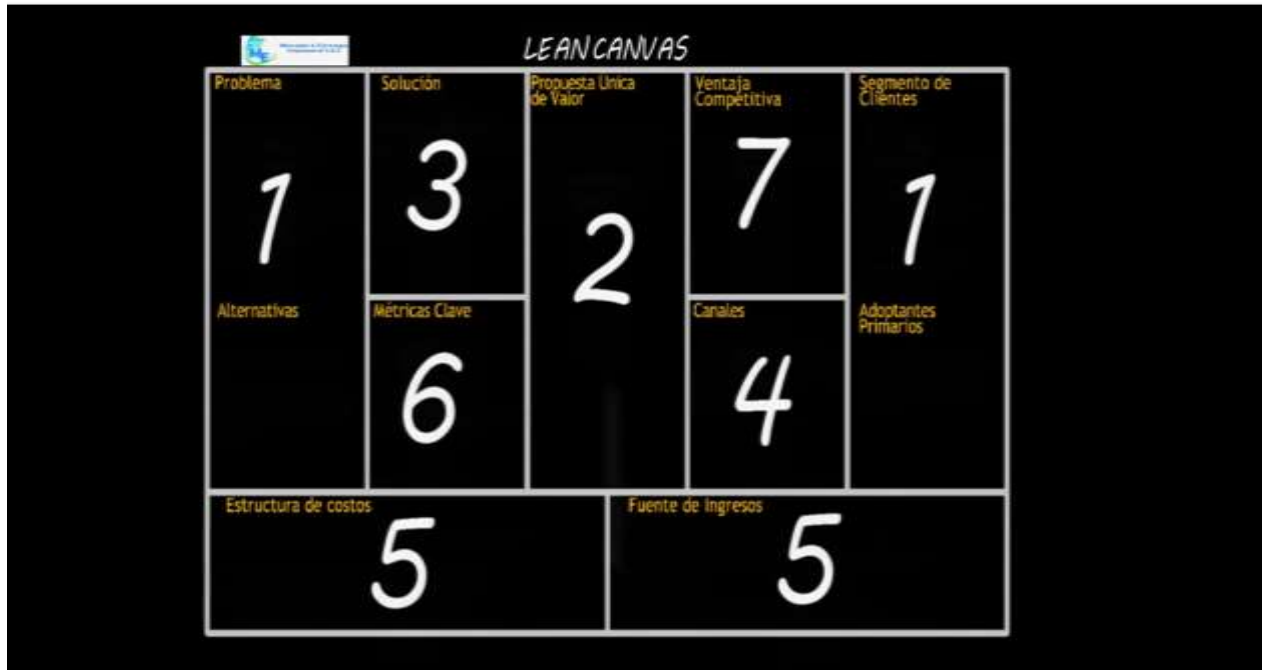 LEAN CANVAS
Problema
1
Alternativas
Solución
3
Métricas Clave
6
Propuesta Unica
de Valor
2
Ventaja
Competitiva
7
Canales
4
Segmento de
Clientes
1
Adoptantes
Primarios
Estructura de costos
5
Fuente de Ingresos
5